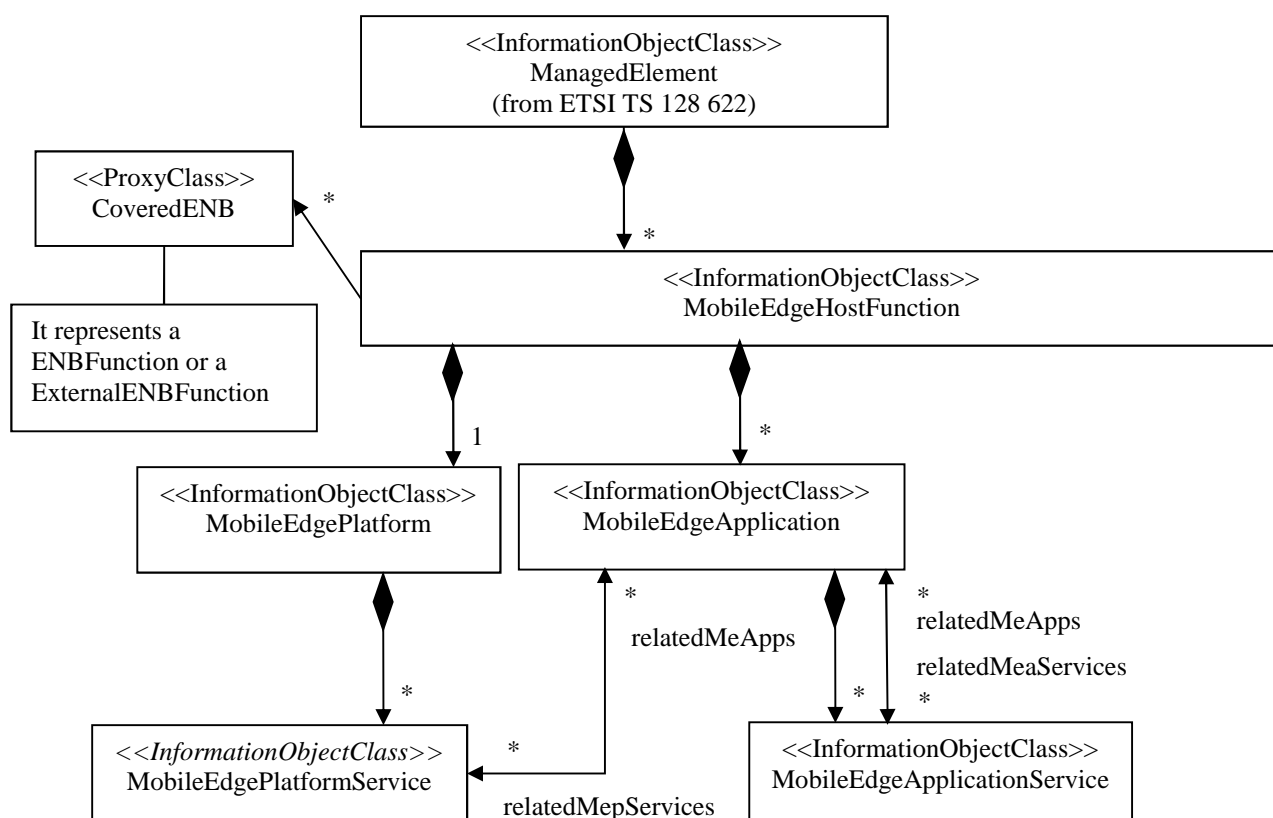 <<InformationObjectClass>>
ManagedElement
(from ETSI TS 128 622)
<<ProxyClass>>
CoveredENB
*
*
<<InformationObjectClass>>
MobileEdgeHostFunction
It represents a
ENBFunction or a
ExternalENBFunction
1
*
<<InformationObjectClass>>
MobileEdgePlatform
<<InformationObjectClass>>
MobileEdgeApplication
*
relatedMeApps
*
relatedMeApps
relatedMeaServices
*
*
*
<<InformationObjectClass>>
MobileEdgePlatformService
*
relatedMepServices
<<InformationObjectClass>>
MobileEdgeApplicationService